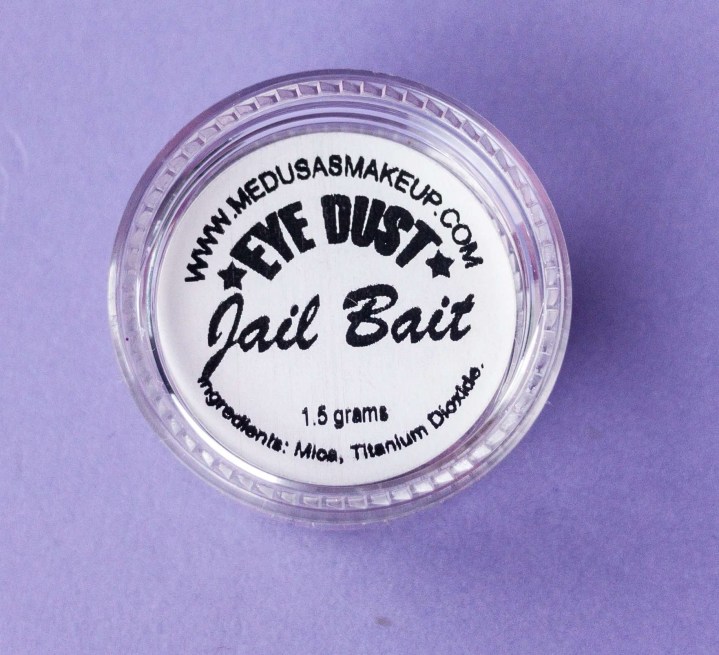 WWW.MEDUSASMAKEUP.COM
EYE DUST
Jail Bait
1.5 grams
Ingredients: Mica, Titanium Dioxide.